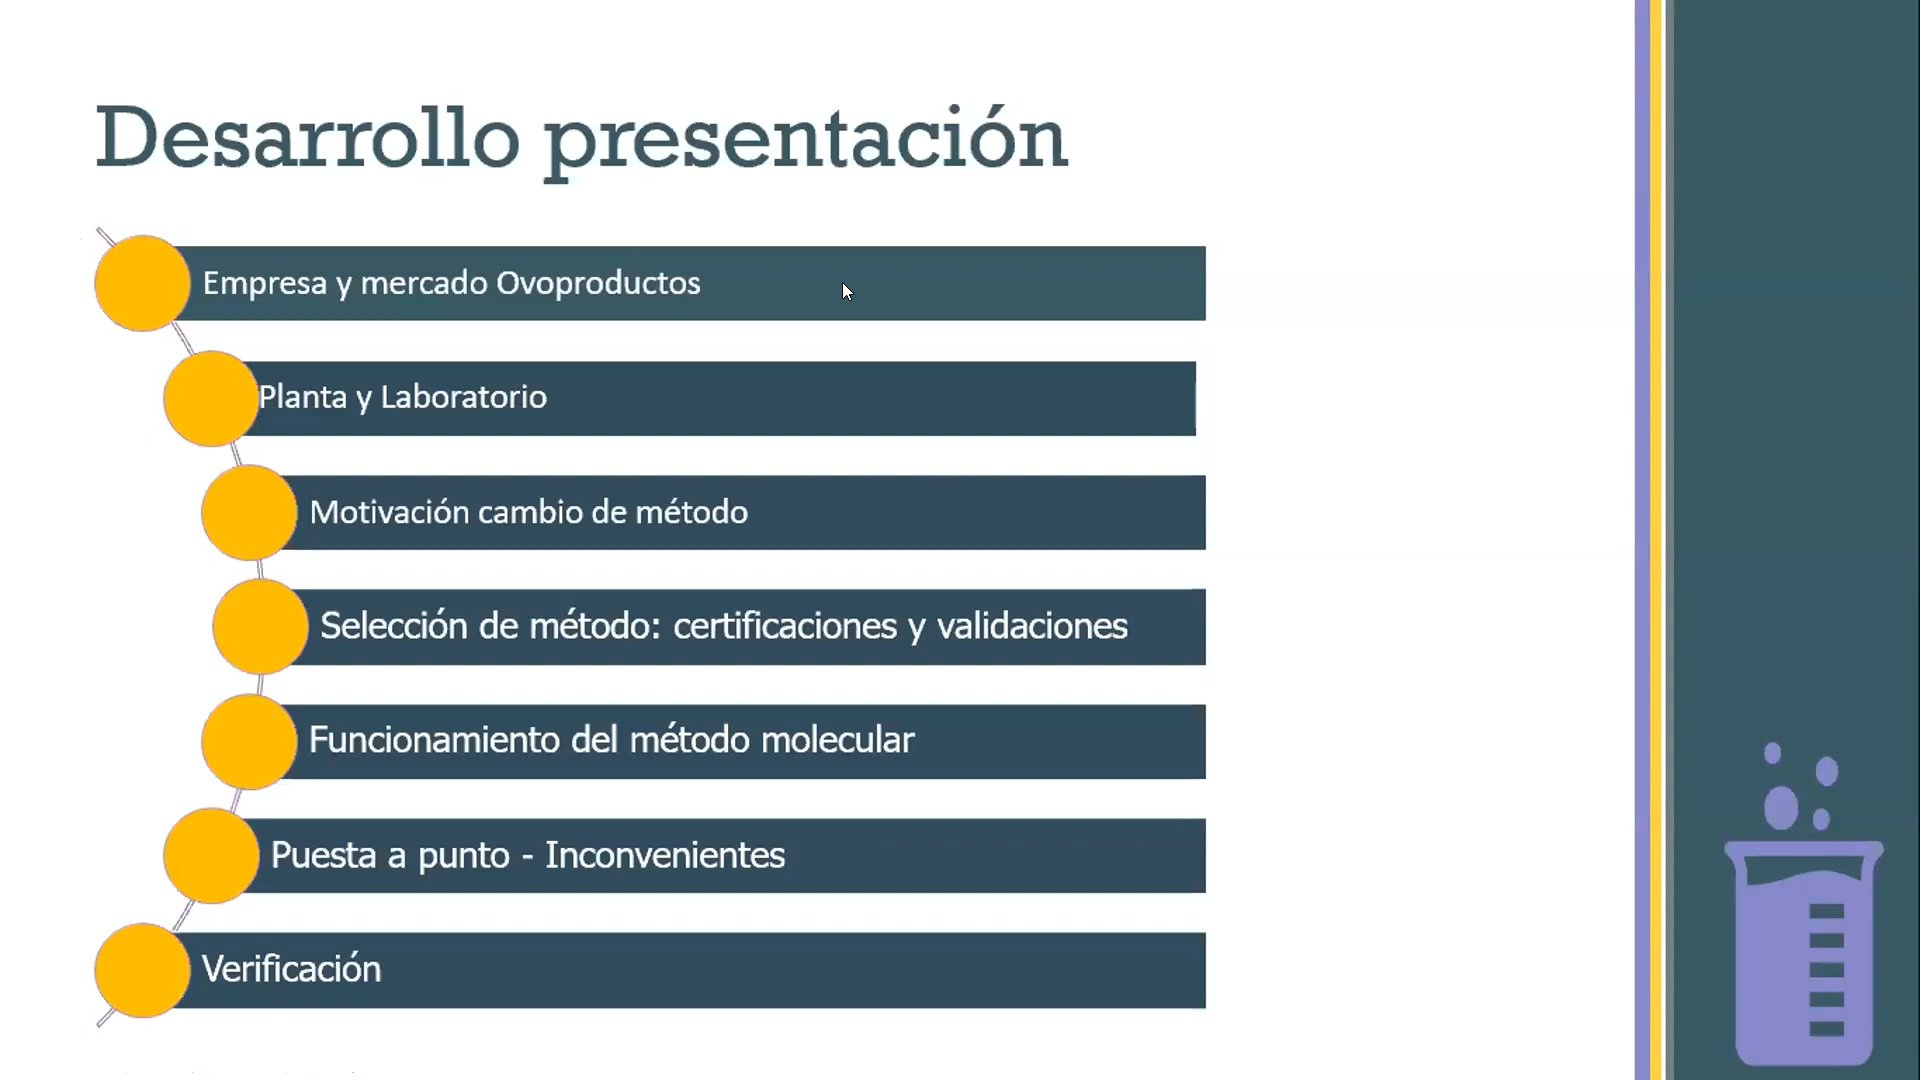 Desarrollo presentación
Empresa y mercado Ovoproductos
Planta y Laboratorio
Motivación cambio de método
Selección de método: certificaciones y validaciones
Funcionamiento del método molecular
Puesta a punto - Inconvenientes
Verificación